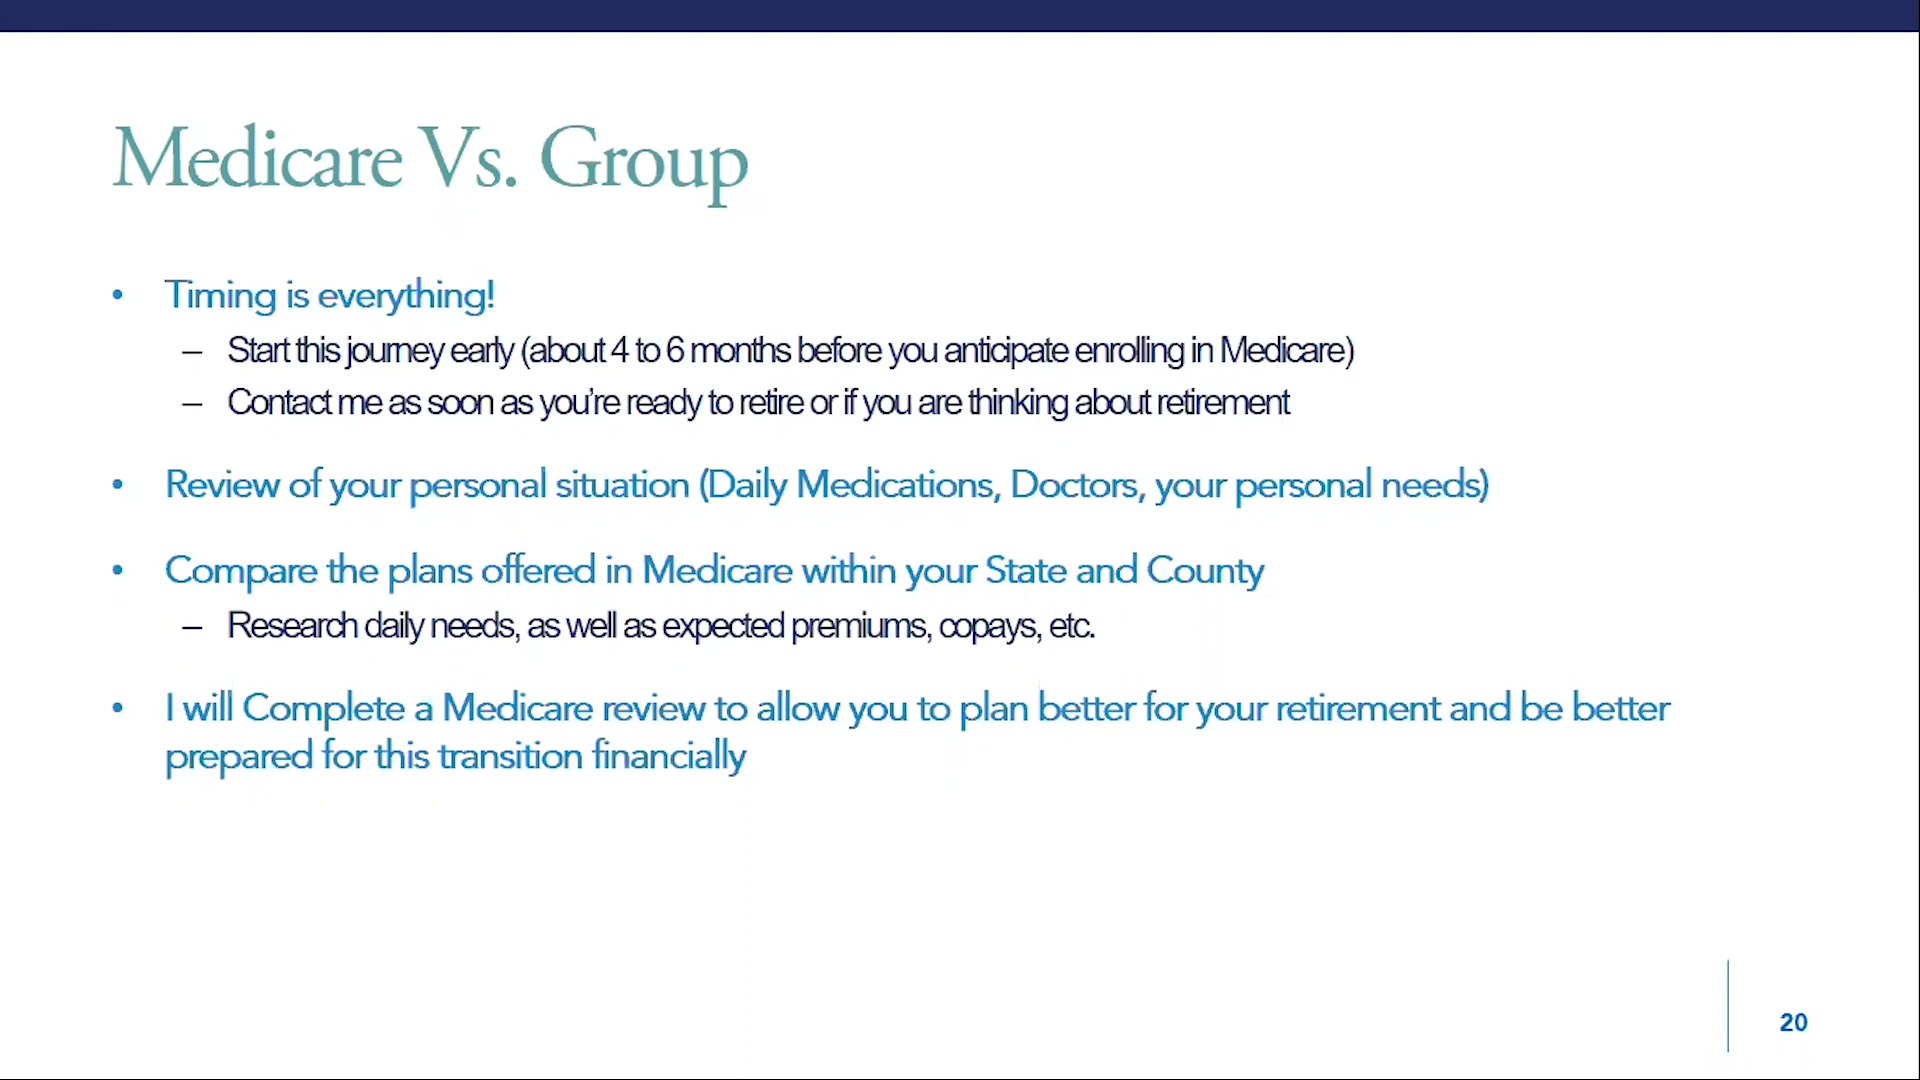 Medicare Vs. Group
• Timing is everything!
– Start this journey early (about 4 to 6 months before you anticipate enrolling in Medicare)
– Contact me as soon as you’re ready to retire or if you are thinking about retirement
• Review of your personal situation (Daily Medications, Doctors, your personal needs)
• Compare the plans offered in Medicare within your State and County
– Research daily needs, as well as expected premiums, copays, etc.
• I will Complete a Medicare review to allow you to plan better for your retirement and be better
prepared for this transition financially
20